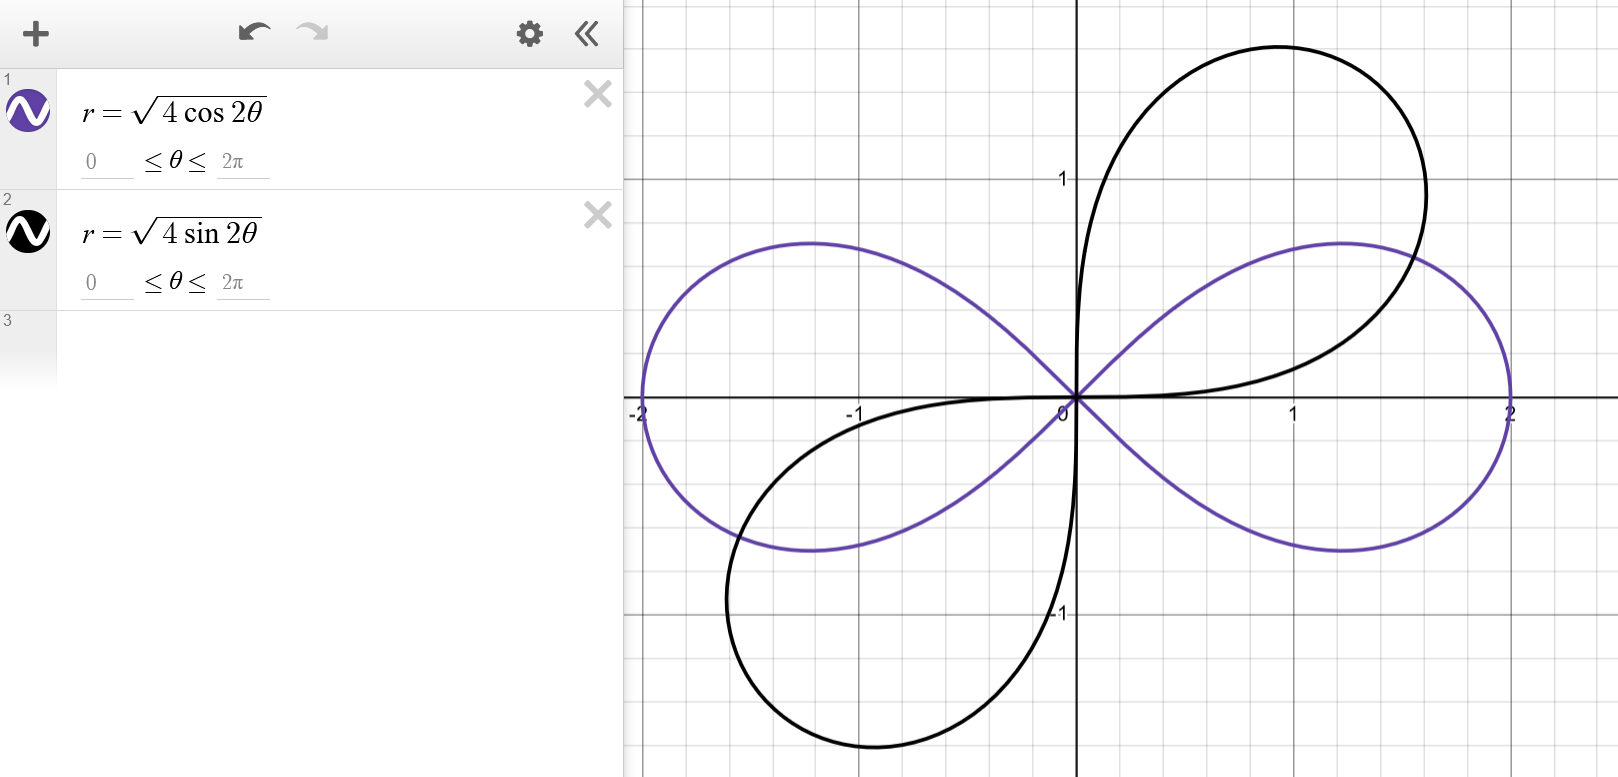 1
r = √4 cos 2θ
0 ≤ θ ≤ 2π
2
r = √4 sin 2θ
0 ≤ θ ≤ 2π
3
1
-2 -1 0 1 2
-1